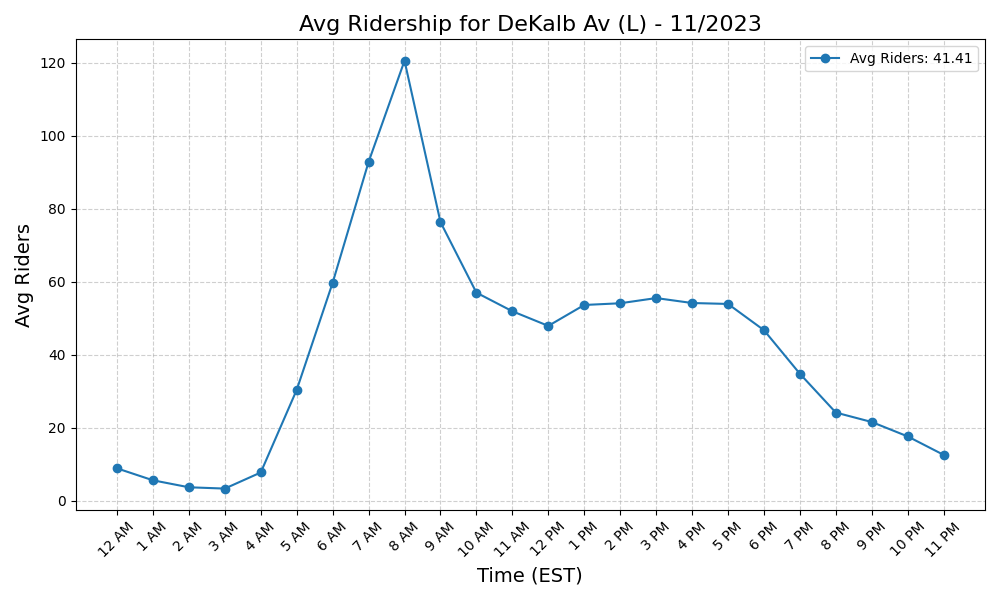 Avg Ridership for DeKalb Av (L) - 11/2023
Avg Riders: 41.41
Avg Riders
120
100
80
60
40
20
0
12 AM
1 AM
2 AM
3 AM
4 AM
5 AM
6 AM
7 AM
8 AM
9 AM
10 AM
11 AM
12 PM
1 PM
2 PM
3 PM
4 PM
5 PM
6 PM
7 PM
8 PM
9 PM
10 PM
11 PM
Time (EST)